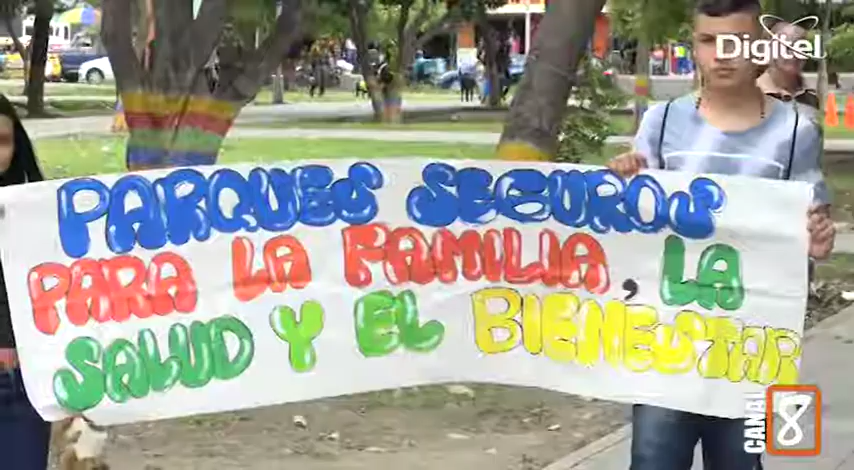 Digitel
PARQUES SEGUROS
PARA LA FAMILIA, LA
SALUD Y EL BIENESTAR
CANAL 8